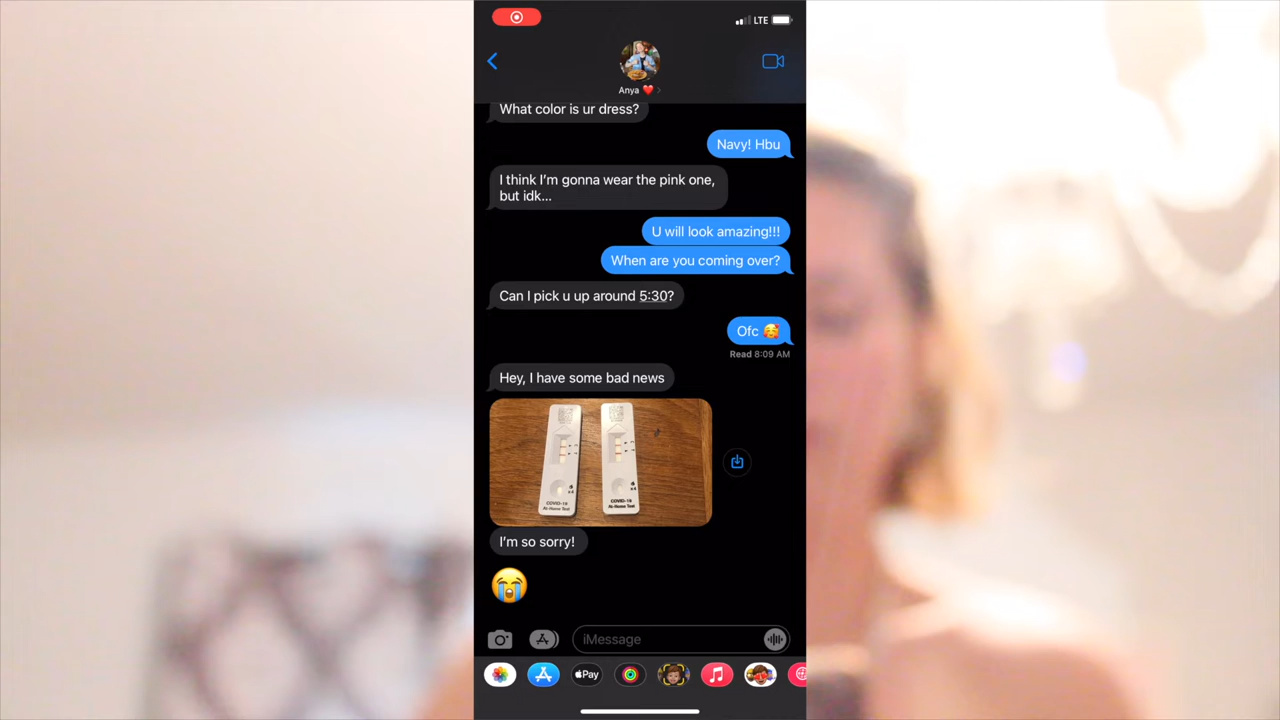 LTE
Anya ❤️
What color is ur dress?
Navy! Hbu
I think I'm gonna wear the pink one,
but idk...
U will look amazing!!!
When are you coming over?
Can I pick u up around 5:30?
Ofc 🥰
Read 8:09 AM
Hey, I have some bad news
COVID-19
At-Home Test
COVID-19
At-Home Test
I'm so sorry!
😭
iMessage
Pay